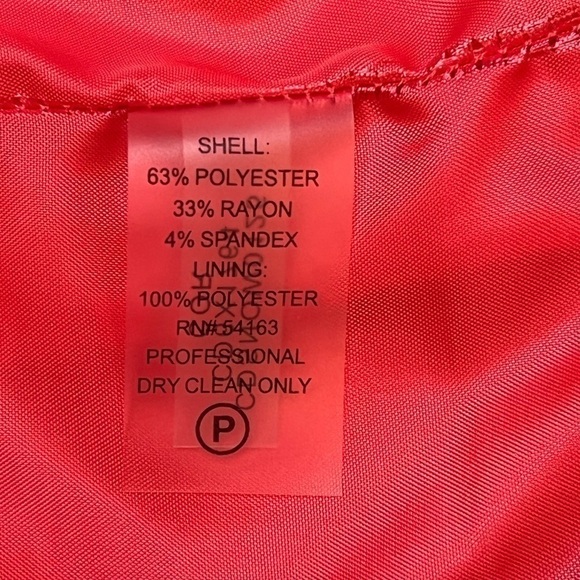 SHELL:
63% POLYESTER
33% RAYON
4% SPANDEX
LINING:
100% POLYESTER
RN# 54163
PROFESSIONAL
DRY CLEAN ONLY
P